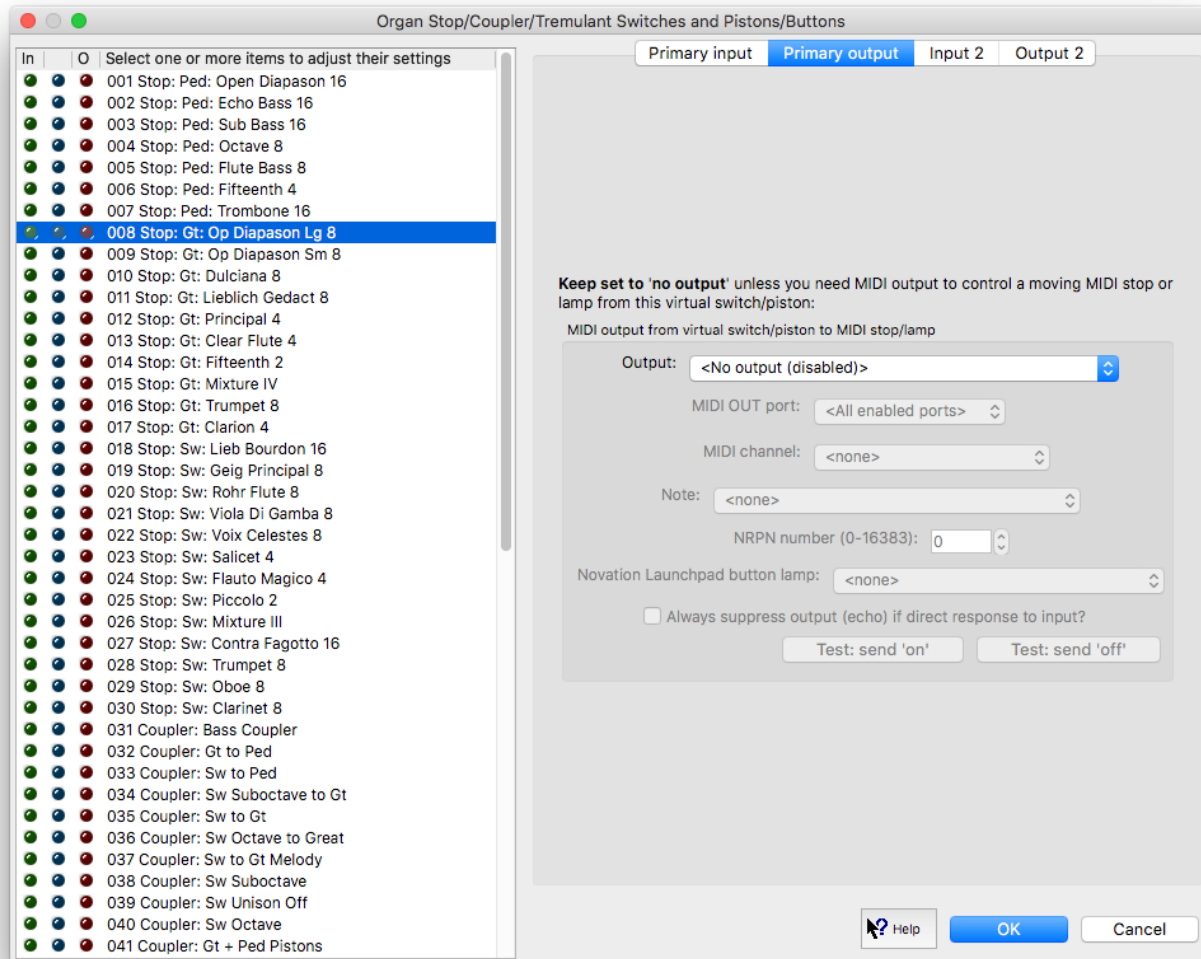 Organ Stop/Coupler/Tremulant Switches and Pistons/Buttons
In O Select one or more items to adjust their settings
001 Stop: Ped: Open Diapason 16
002 Stop: Ped: Echo Bass 16
003 Stop: Ped: Sub Bass 16
004 Stop: Ped: Octave 8
005 Stop: Ped: Flute Bass 8
006 Stop: Ped: Fifteenth 4
007 Stop: Ped: Trombone 16
008 Stop: Gt: Op Diapason Lg 8
009 Stop: Gt: Op Diapason Sm 8
010 Stop: Gt: Dulciana 8
011 Stop: Gt: Lieblich Gedact 8
012 Stop: Gt: Principal 4
013 Stop: Gt: Clear Flute 4
014 Stop: Gt: Fifteenth 2
015 Stop: Gt: Mixture IV
016 Stop: Gt: Trumpet 8
017 Stop: Gt: Clarion 4
018 Stop: Sw: Lieb Bourdon 16
019 Stop: Sw: Geig Principal 8
020 Stop: Sw: Rohr Flute 8
021 Stop: Sw: Viola Di Gamba 8
022 Stop: Sw: Voix Celestes 8
023 Stop: Sw: Salicet 4
024 Stop: Sw: Flauto Magico 4
025 Stop: Sw: Piccolo 2
026 Stop: Sw: Mixture III
027 Stop: Sw: Contra Fagotto 16
028 Stop: Sw: Trumpet 8
029 Stop: Sw: Oboe 8
030 Stop: Sw: Clarinet 8
031 Coupler: Bass Coupler
032 Coupler: Gt to Ped
033 Coupler: Sw to Ped
034 Coupler: Sw Suboctave to Gt
035 Coupler: Sw to Gt
036 Coupler: Sw Octave to Great
037 Coupler: Sw to Gt Melody
038 Coupler: Sw Suboctave
039 Coupler: Sw Unison Off
040 Coupler: Sw Octave
041 Coupler: Gt + Ped Pistons
Primary input Primary output Input 2 Output 2
Keep set to 'no output' unless you need MIDI output to control a moving MIDI stop or
lamp from this virtual switch/piston:
MIDI output from virtual switch/piston to MIDI stop/lamp
Output: <No output (disabled)>
MIDI OUT port: <All enabled ports>
MIDI channel: <none>
Note: <none>
NRPN number (0-16383): 0
Novation Launchpad button lamp: <none>
Always suppress output (echo) if direct response to input?
Test: send 'on' Test: send 'off'
? Help OK Cancel